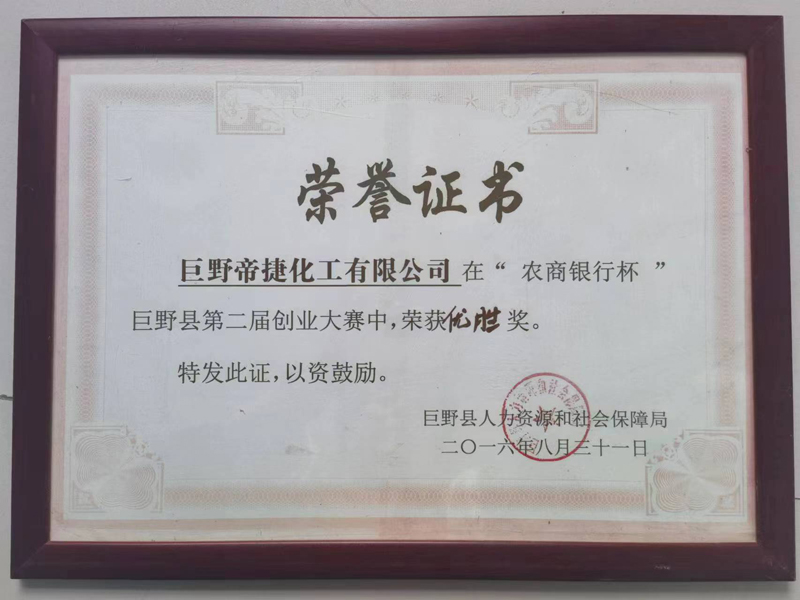 荣誉证书
巨野帝捷化工有限公司在“农商银行杯”
巨野县第二届创业大赛中，荣获优胜奖。
特发此证，以资鼓励。
巨野县人力资源和社会保障局
二〇一六年八月三十一日